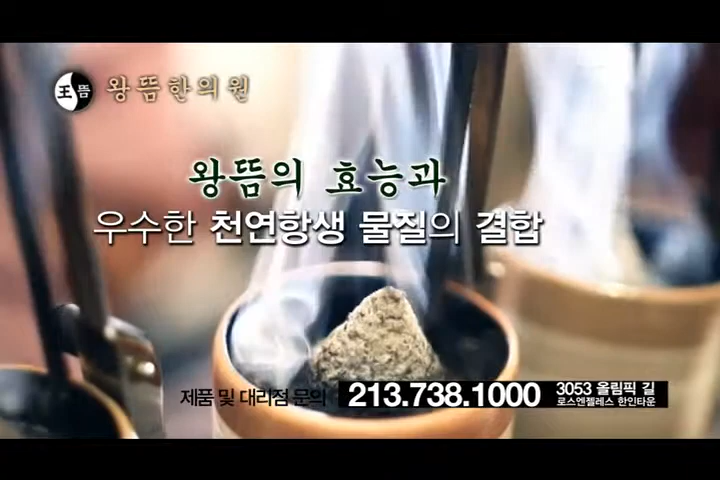 王뜸 왕뜸한의원
왕뜸의 효능과
우수한 천연항생 물질의 결합
제품 및 대리점 문의 213.738.1000 3053 올림픽 길
로스엔젤레스 한인타운